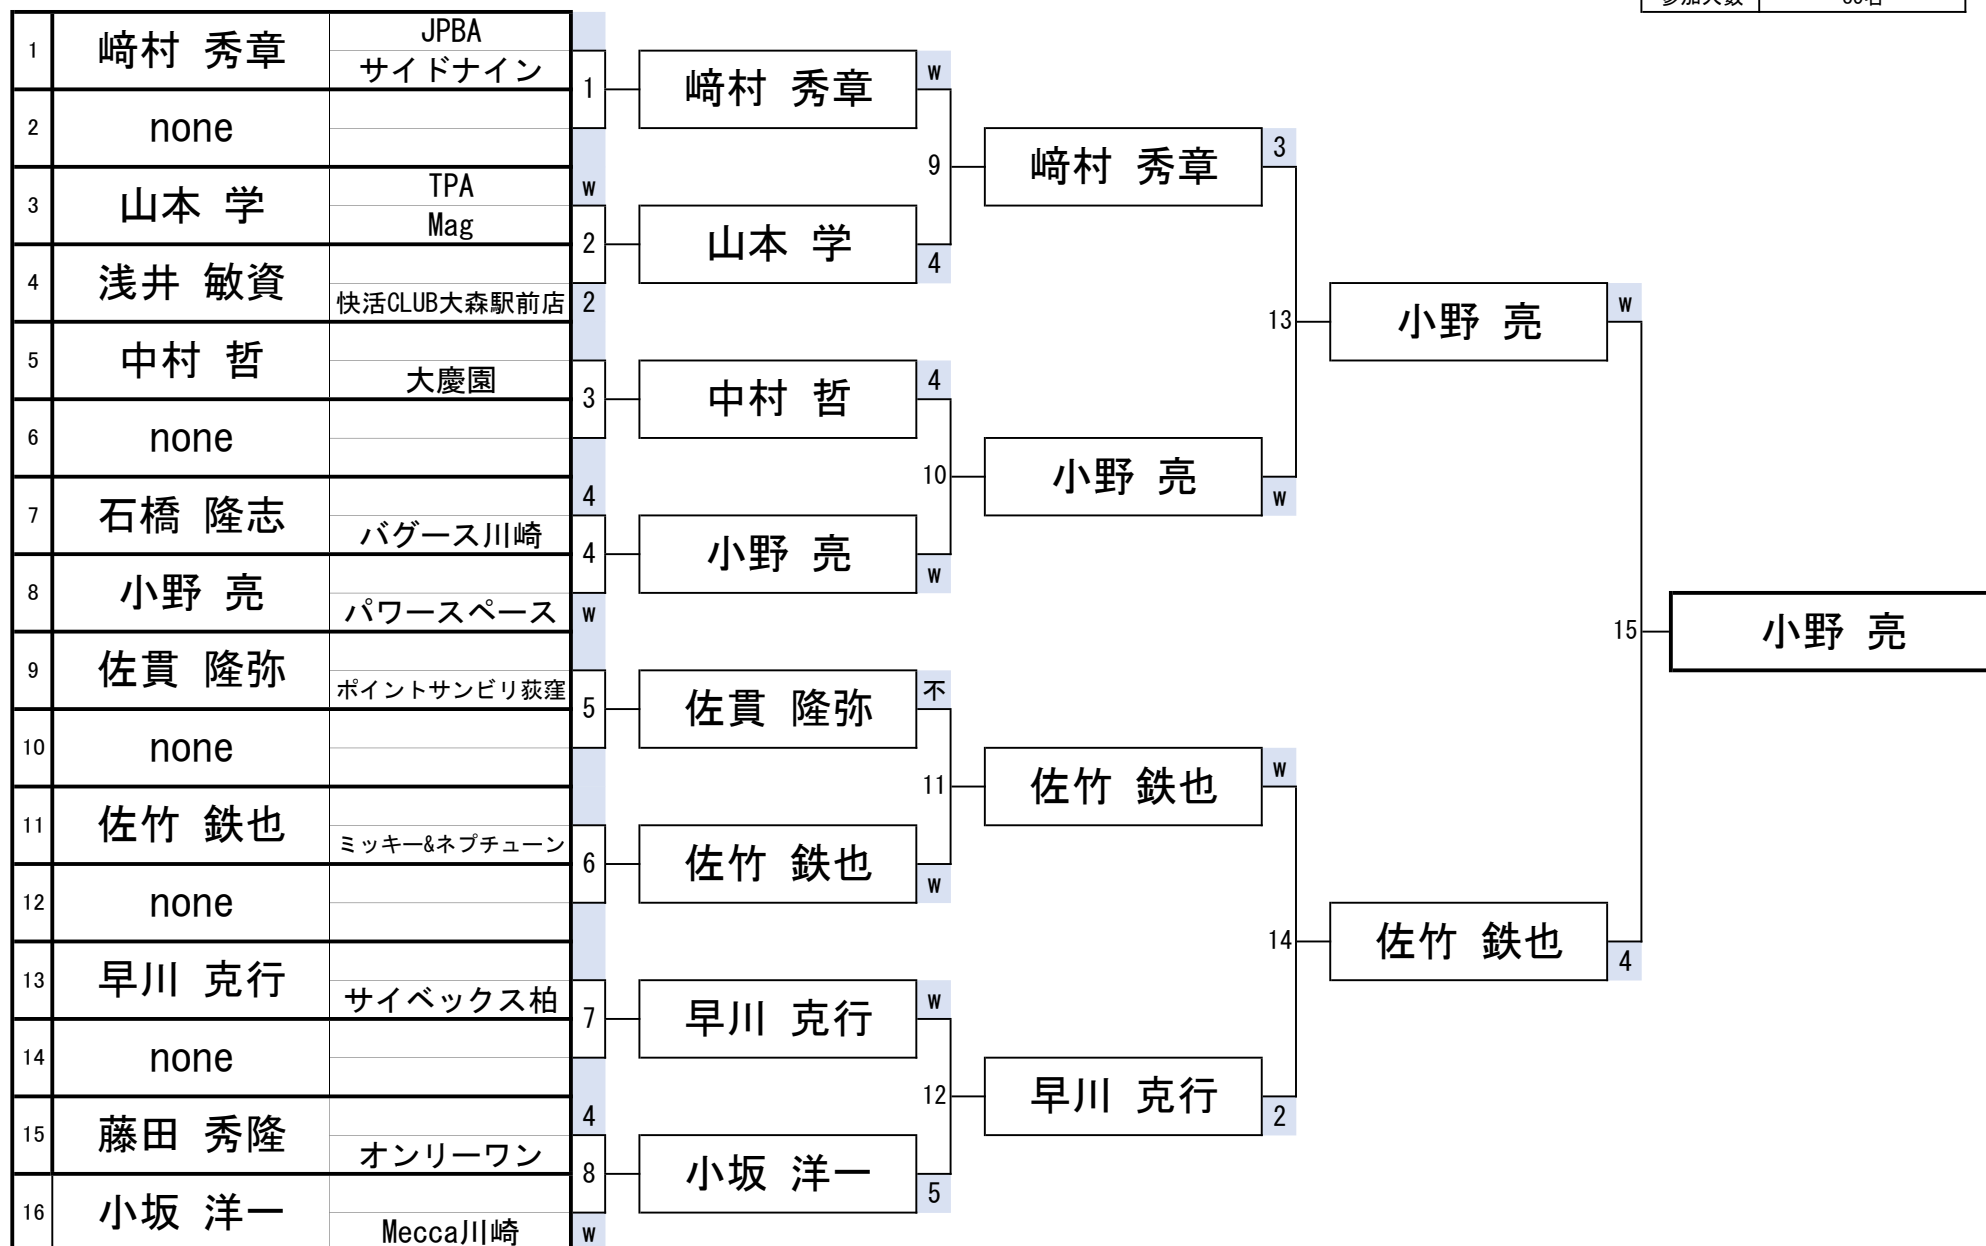 参加人数
1 﨑村 秀章 JPBA
サイドナイン
2 none
3 山本 学 TPA W
Mag
4 浅井 敏資
快活CLUB大森駅前店 2
5 中村 哲
大慶園
6 none
7 石橋 隆志 4
バグース川崎
8 小野 亮
パワースペース W
9 佐貫 隆弥
ポイントサンビリ荻窪
10 none
11 佐竹 鉄也
ミッキー&ネプチューン
12 none
13 早川 克行
サイベックス柏
14 none
15 藤田 秀隆 4
オンリーワン
16 小坂 洋一
Mecca川崎 W
1 﨑村 秀章 W
2 山本 学 4
3 中村 哲 4
4 小野 亮 W
5 佐貫 隆弥 不
6 佐竹 鉄也 W
7 早川 克行 W
8 小坂 洋一 5
9 﨑村 秀章 3
10 小野 亮 W
11 佐竹 鉄也 W
12 早川 克行 2
13 小野 亮 W
14 佐竹 鉄也 4
15 小野 亮